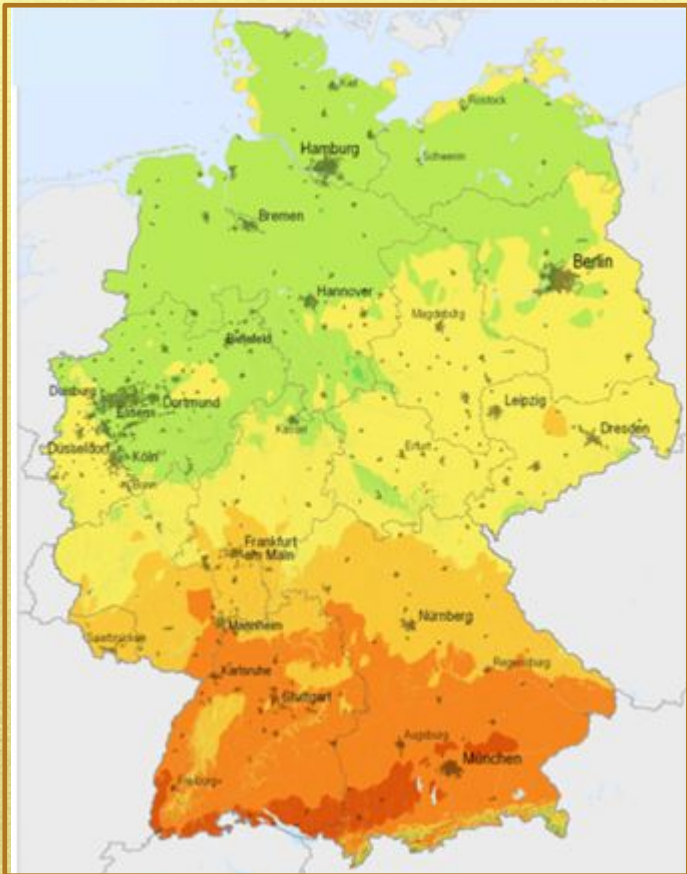 Kiel
Rostock
Schwerin
Hamburg
Bremen
Berlin
Hannover
Magdeburg
Bielefeld
Duisburg
Essen
Dortmund
Leipzig
Düsseldorf
Kassel
Dresden
Köln
Erfurt
Bonn
Frankfurt
am Main
Mannheim
Nürnberg
Saarbrücken
Karlsruhe
Regensburg
Stuttgart
Augsburg
München
Freiburg